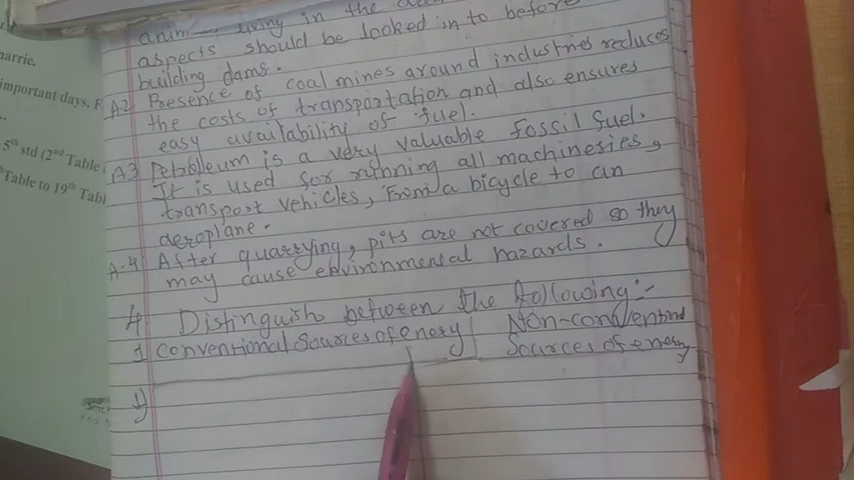 narrie.
important days, F
5th std (2nd Table
Table to 19th Tabl
living in the
aspects should be looked in to before
building dams.
A.2 Presence of coal mines around industries reduces
the costs of transportation and also ensures
easy availability of fuel.
A.3 Petroleum is a very valuable Fossil fuel.
It is used for running all machineries,
transport vehicles, From a bicycle to an
aeroplane.
A.4 After quarrying, pits are not covered so they
may cause environmental hazards.
4 Distinguish between the following:-
1 Conventional Sources of enery | Non-conventional
Sources of energy
1)